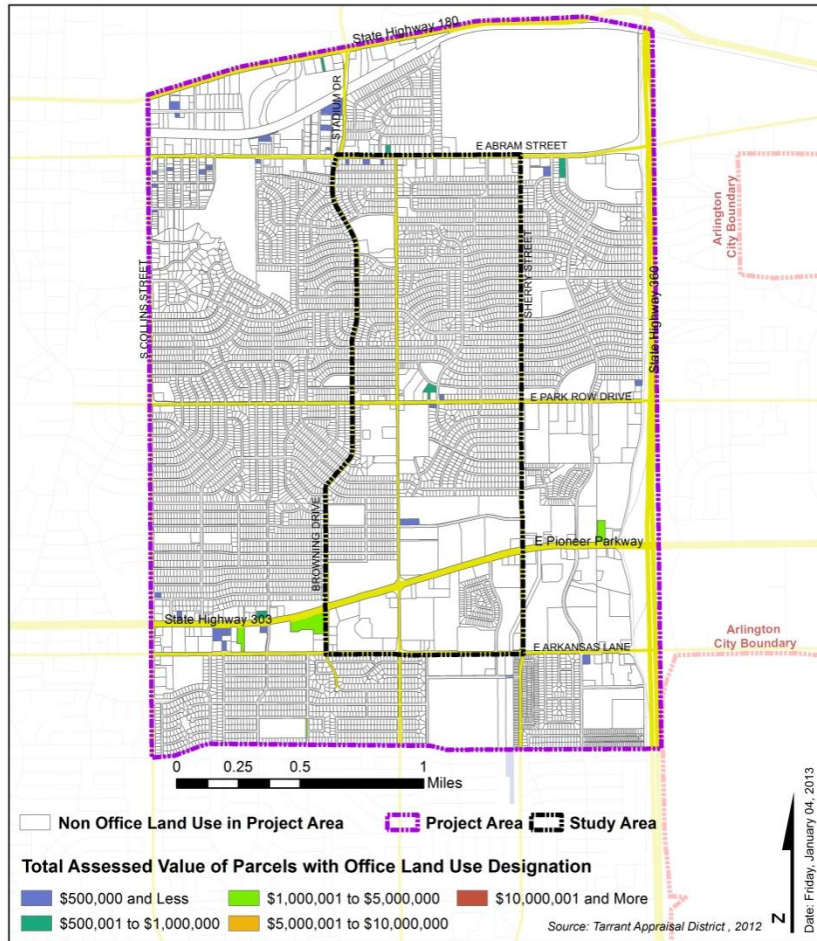 State Highway 180
STADIUM DR
E ABRAM STREET
Arlington
City Boundary
S COLLINS STREET
SHERRY STREET
State Highway 360
E PARK ROW DRIVE
BROWNING DRIVE
E Pioneer Parkway
State Highway 303
E ARKANSAS LANE
Arlington
City Boundary
0 0.25 0.5 1
Miles
Non Office Land Use in Project Area
Project Area
Study Area
Total Assessed Value of Parcels with Office Land Use Designation
$500,000 and Less
$1,000,001 to $5,000,000
$10,000,001 and More
$500,001 to $1,000,000
$5,000,001 to $10,000,000
Source: Tarrant Appraisal District , 2012
N
Date: Friday, January 04, 2013